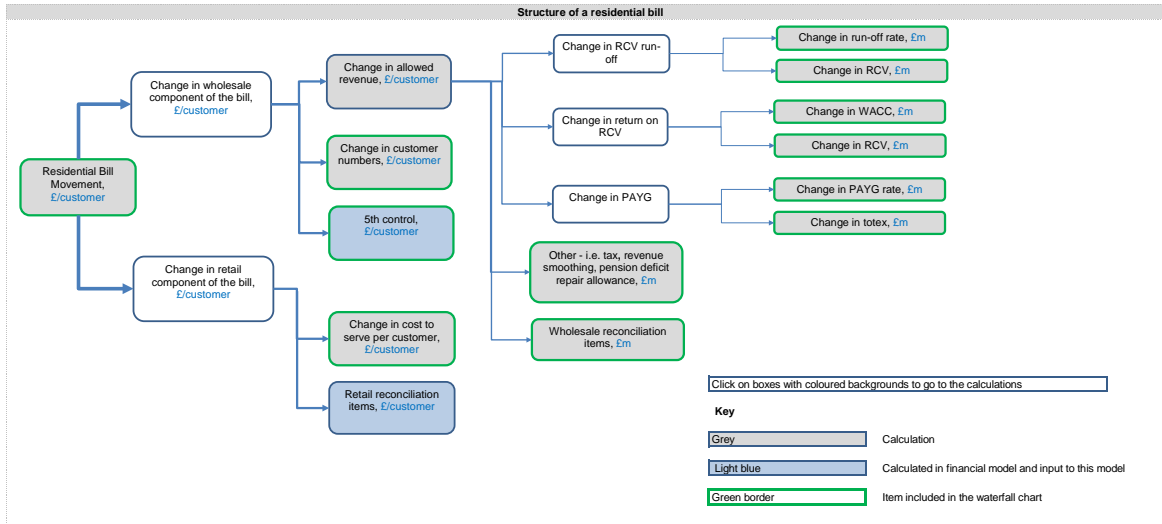 Structure of a residential bill
Residential Bill
Movement,
£/customer
Change in wholesale
component of the bill,
£/customer
Change in retail
component of the bill,
£/customer
Change in allowed
revenue, £/customer
Change in customer
numbers, £/customer
5th control,
£/customer
Change in cost to
serve per customer,
£/customer
Retail reconciliation
items, £/customer
Change in RCV run-
off
Change in return on
RCV
Change in PAYG
Other - i.e. tax, revenue
smoothing, pension deficit
repair allowance, £m
Wholesale reconciliation
items, £m
Change in run-off rate, £m
Change in RCV, £m
Change in WACC, £m
Change in RCV, £m
Change in PAYG rate, £m
Change in totex, £m
Click on boxes with coloured backgrounds to go to the calculations
Key
Grey Calculation
Light blue Calculated in financial model and input to this model
Green border Item included in the waterfall chart